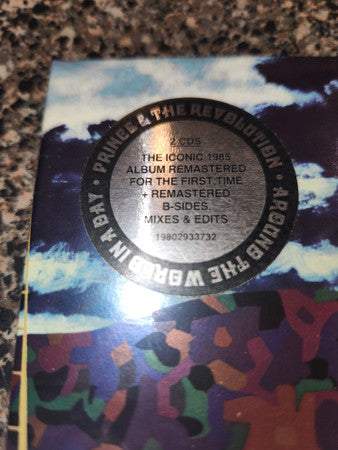 PRINCE & THE REVOLUTION • AROUND THE WORLD IN A DAY •
2 CDS
THE ICONIC 1985
ALBUM REMASTERED
FOR THE FIRST TIME
+ REMASTERED
B-SIDES
MIXES & EDITS
19802933732